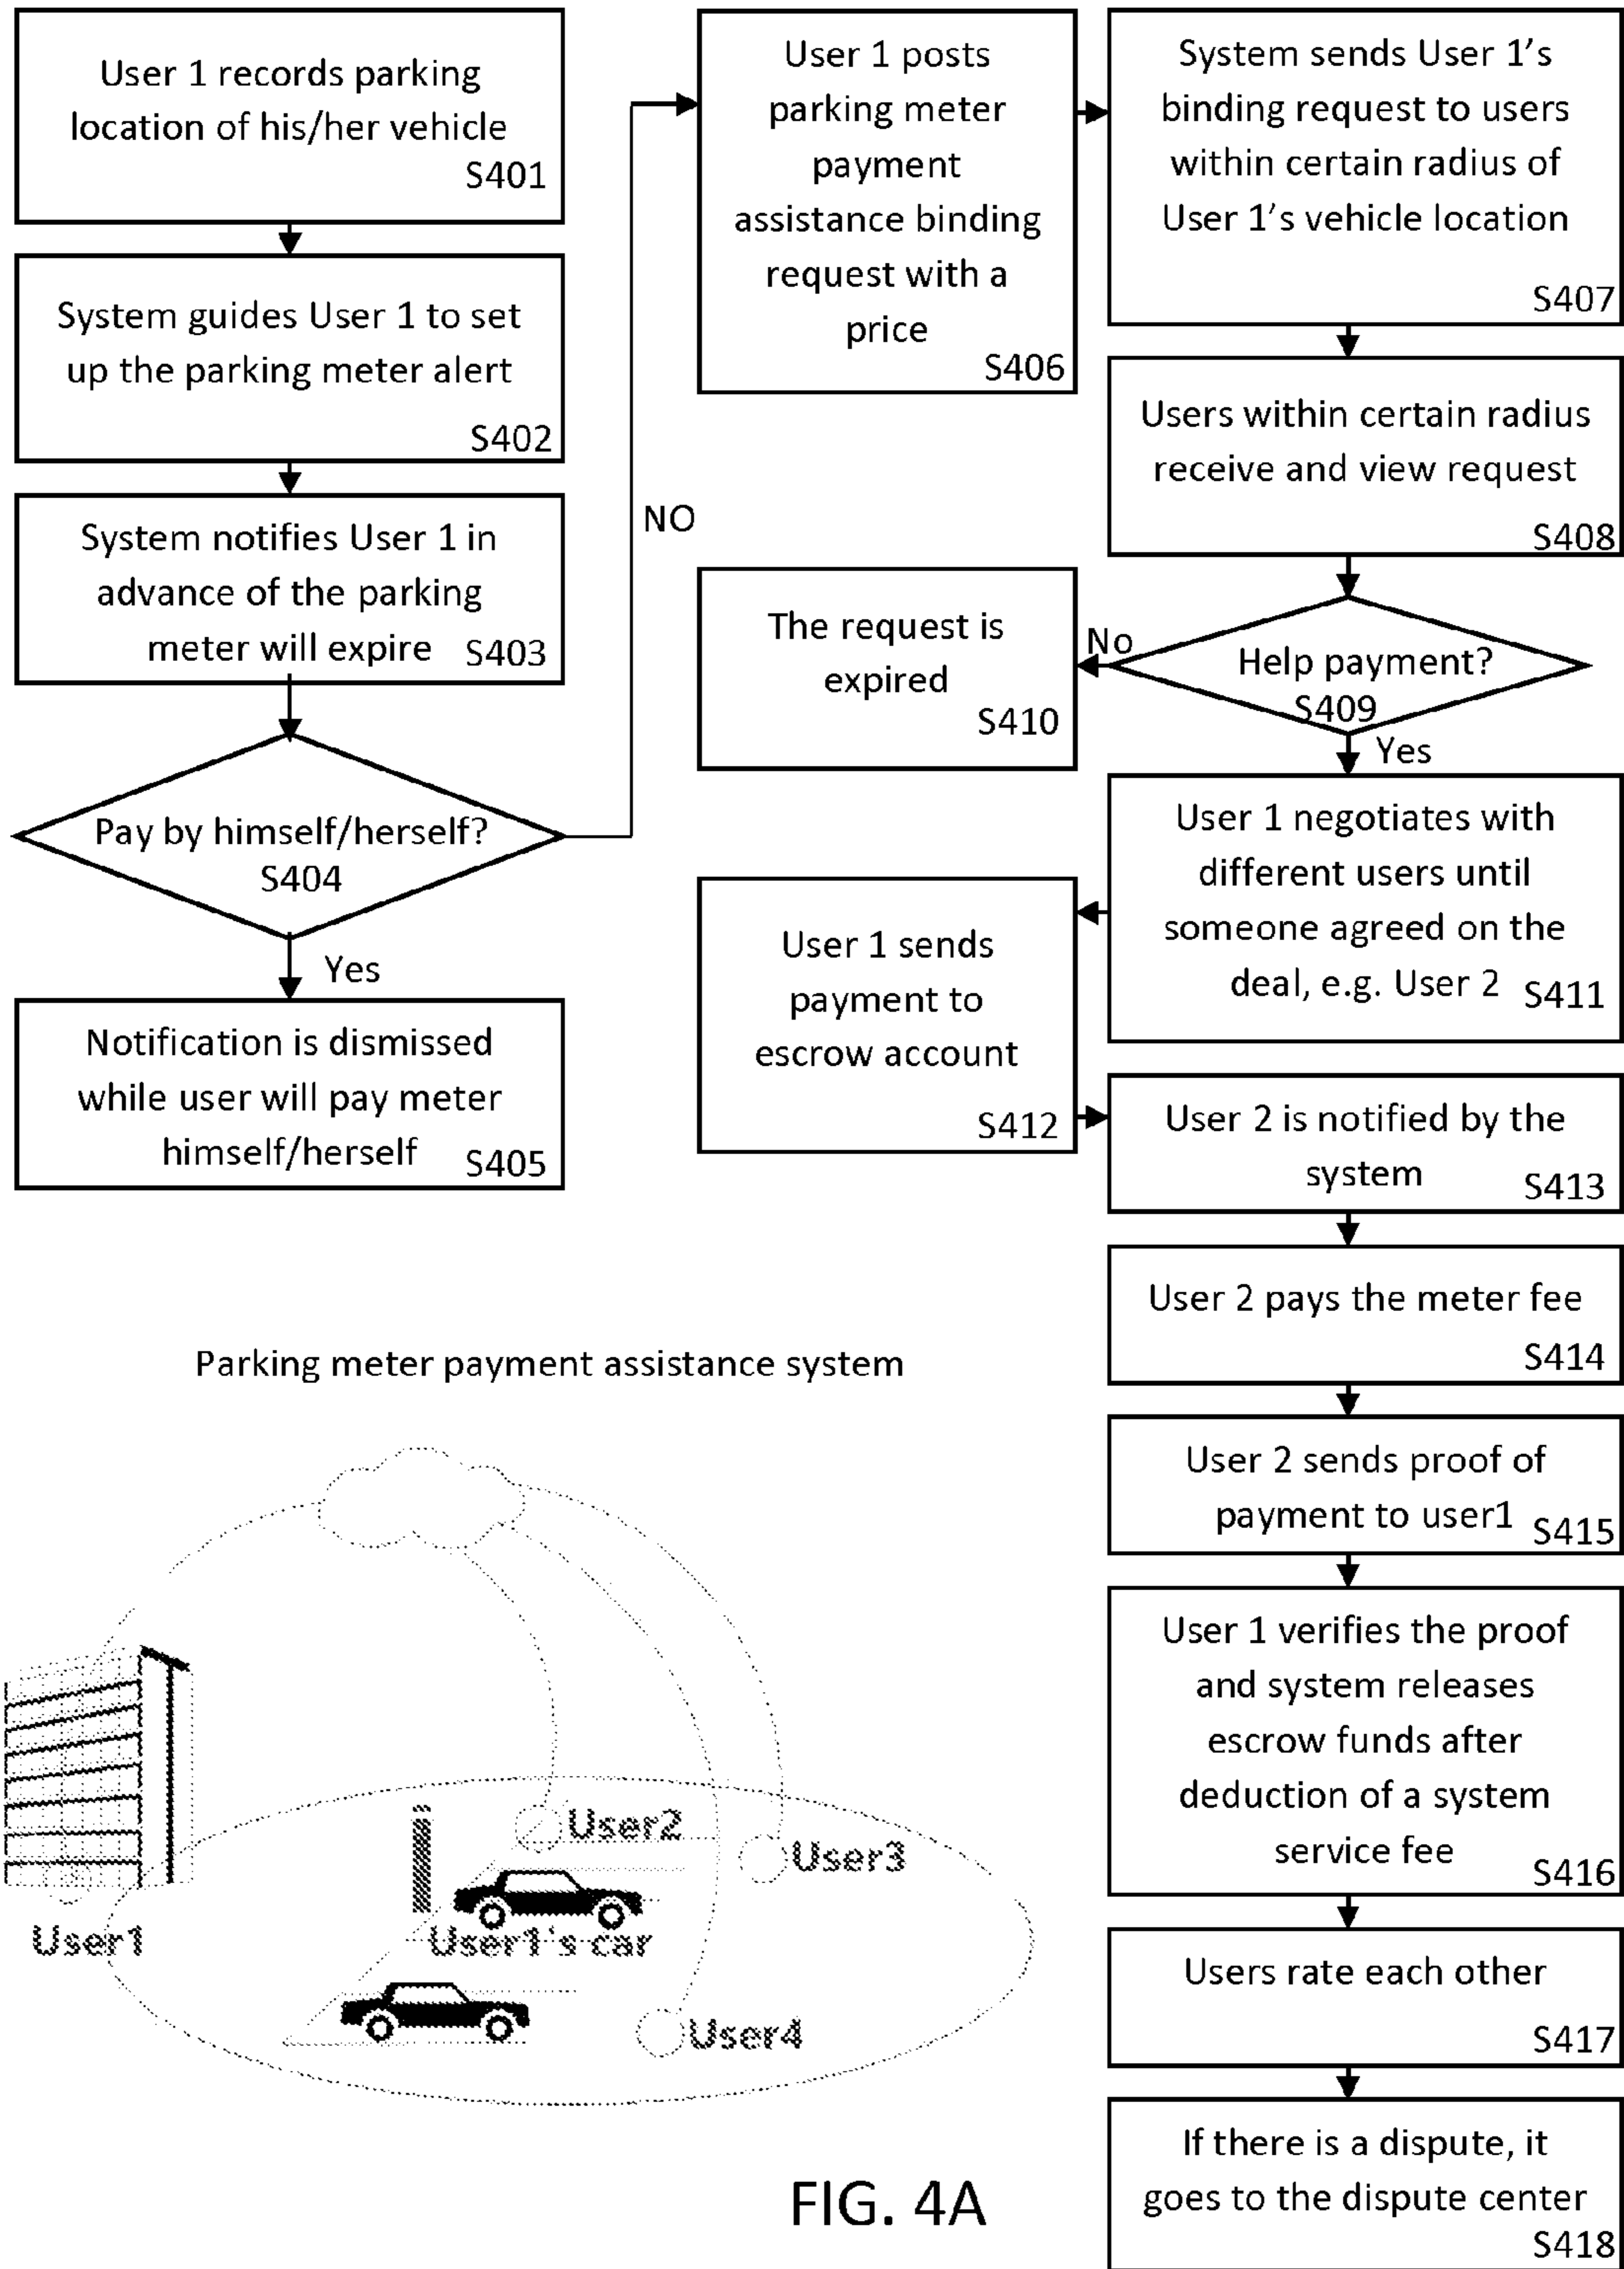 User 1 records parking
location of his/her vehicle
S401
System guides User 1 to set
up the parking meter alert
S402
System notifies User 1 in
advance of the parking
meter will expire S403
Pay by himself/herself?
S404
NO
Yes
Notification is dismissed
while user will pay meter
himself/herself S405
User 1 posts
parking meter
payment
assistance binding
request with a
price
S406
System sends User 1's
binding request to users
within certain radius of
User 1's vehicle location
S407
Users within certain radius
receive and view request
S408
Help payment?
S409
No
The request is
expired
S410
Yes
User 1 negotiates with
different users until
someone agreed on the
deal, e.g. User 2 S411
User 1 sends
payment to
escrow account
S412
User 2 is notified by the
system S413
User 2 pays the meter fee
S414
User 2 sends proof of
payment to user1 S415
User 1 verifies the proof
and system releases
escrow funds after
deduction of a system
service fee S416
Users rate each other
S417
If there is a dispute, it
goes to the dispute center
S418
Parking meter payment assistance system
User2
User3
User1
User1's car
User4
FIG. 4A